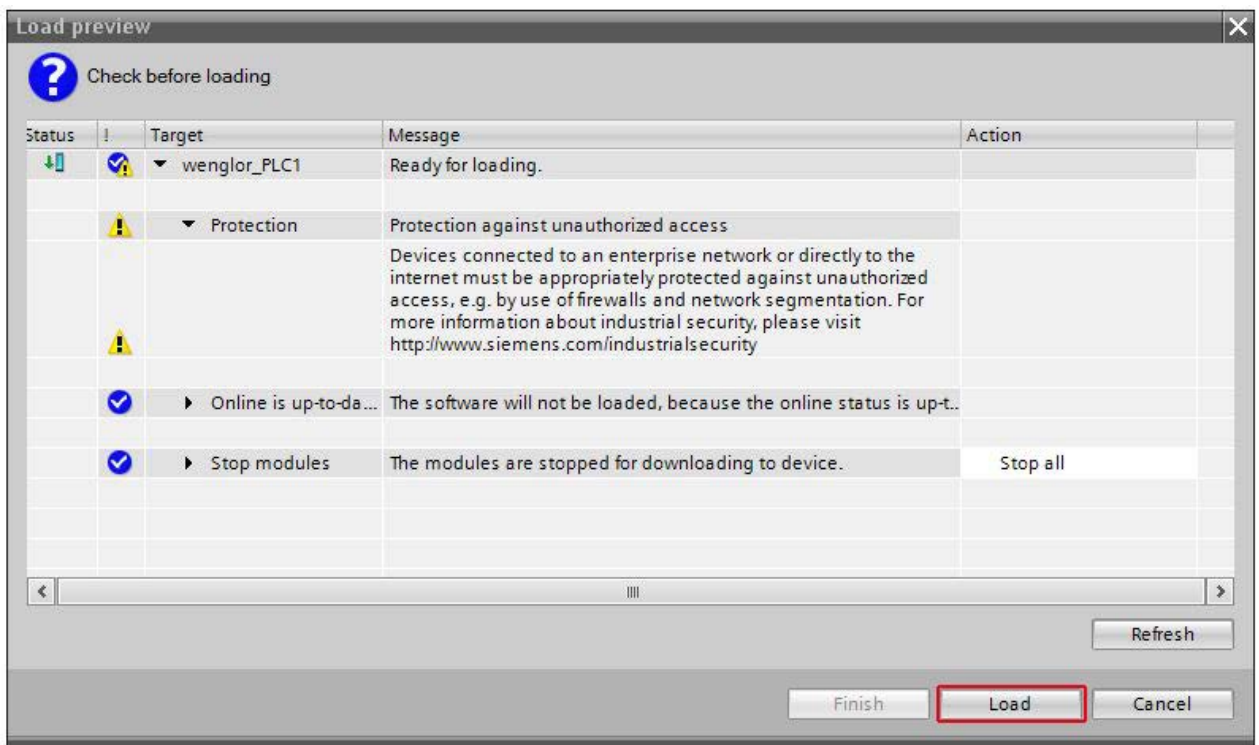 Load preview
Check before loading
Status ! Target Message Action
wenglor_PLC1 Ready for loading.
Protection Protection against unauthorized access
Devices connected to an enterprise network or directly to the
internet must be appropriately protected against unauthorized
access, e.g. by use of firewalls and network segmentation. For
more information about industrial security, please visit
http://www.siemens.com/industrialsecurity
Online is up-to-da... The software will not be loaded, because the online status is up-t..
Stop modules The modules are stopped for downloading to device. Stop all
Refresh
Finish Load Cancel